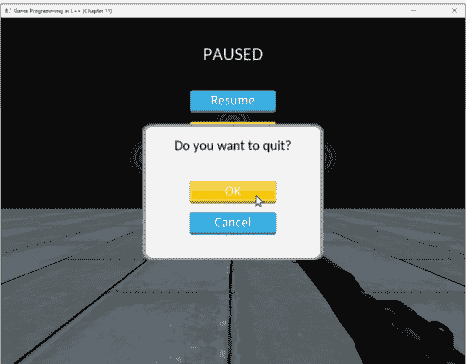 Game Programming in C++ (Chapter 11)
PAUSED
Resume
Do you want to quit?
OK
Cancel